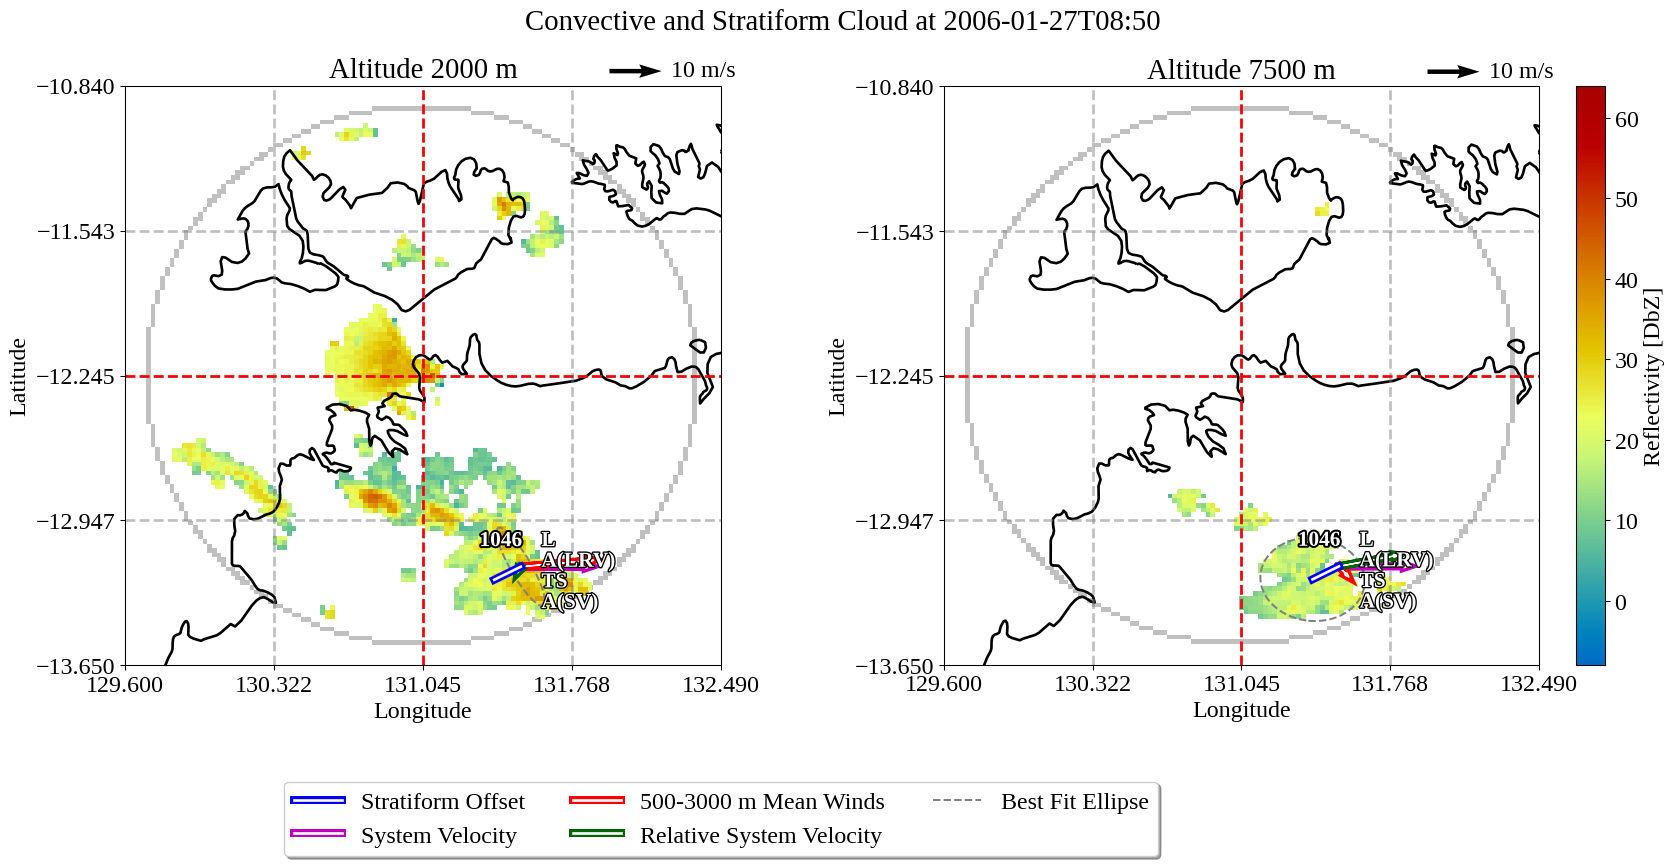 Convective and Stratiform Cloud at 2006-01-27T08:50
Altitude 2000 m
10 m/s
−10.840
−11.543
−12.245
−12.947
−13.650
129.600
130.322
131.045
131.768
132.490
Latitude
Longitude
1046
L
A(LRV)
TS
A(SV)
Altitude 7500 m
10 m/s
−10.840
−11.543
−12.245
−12.947
−13.650
129.600
130.322
131.045
131.768
132.490
Latitude
Longitude
1046
L
A(LRV)
TS
A(SV)
60
50
40
30
20
10
0
Reflectivity [DbZ]
Stratiform Offset
System Velocity
500-3000 m Mean Winds
Relative System Velocity
Best Fit Ellipse